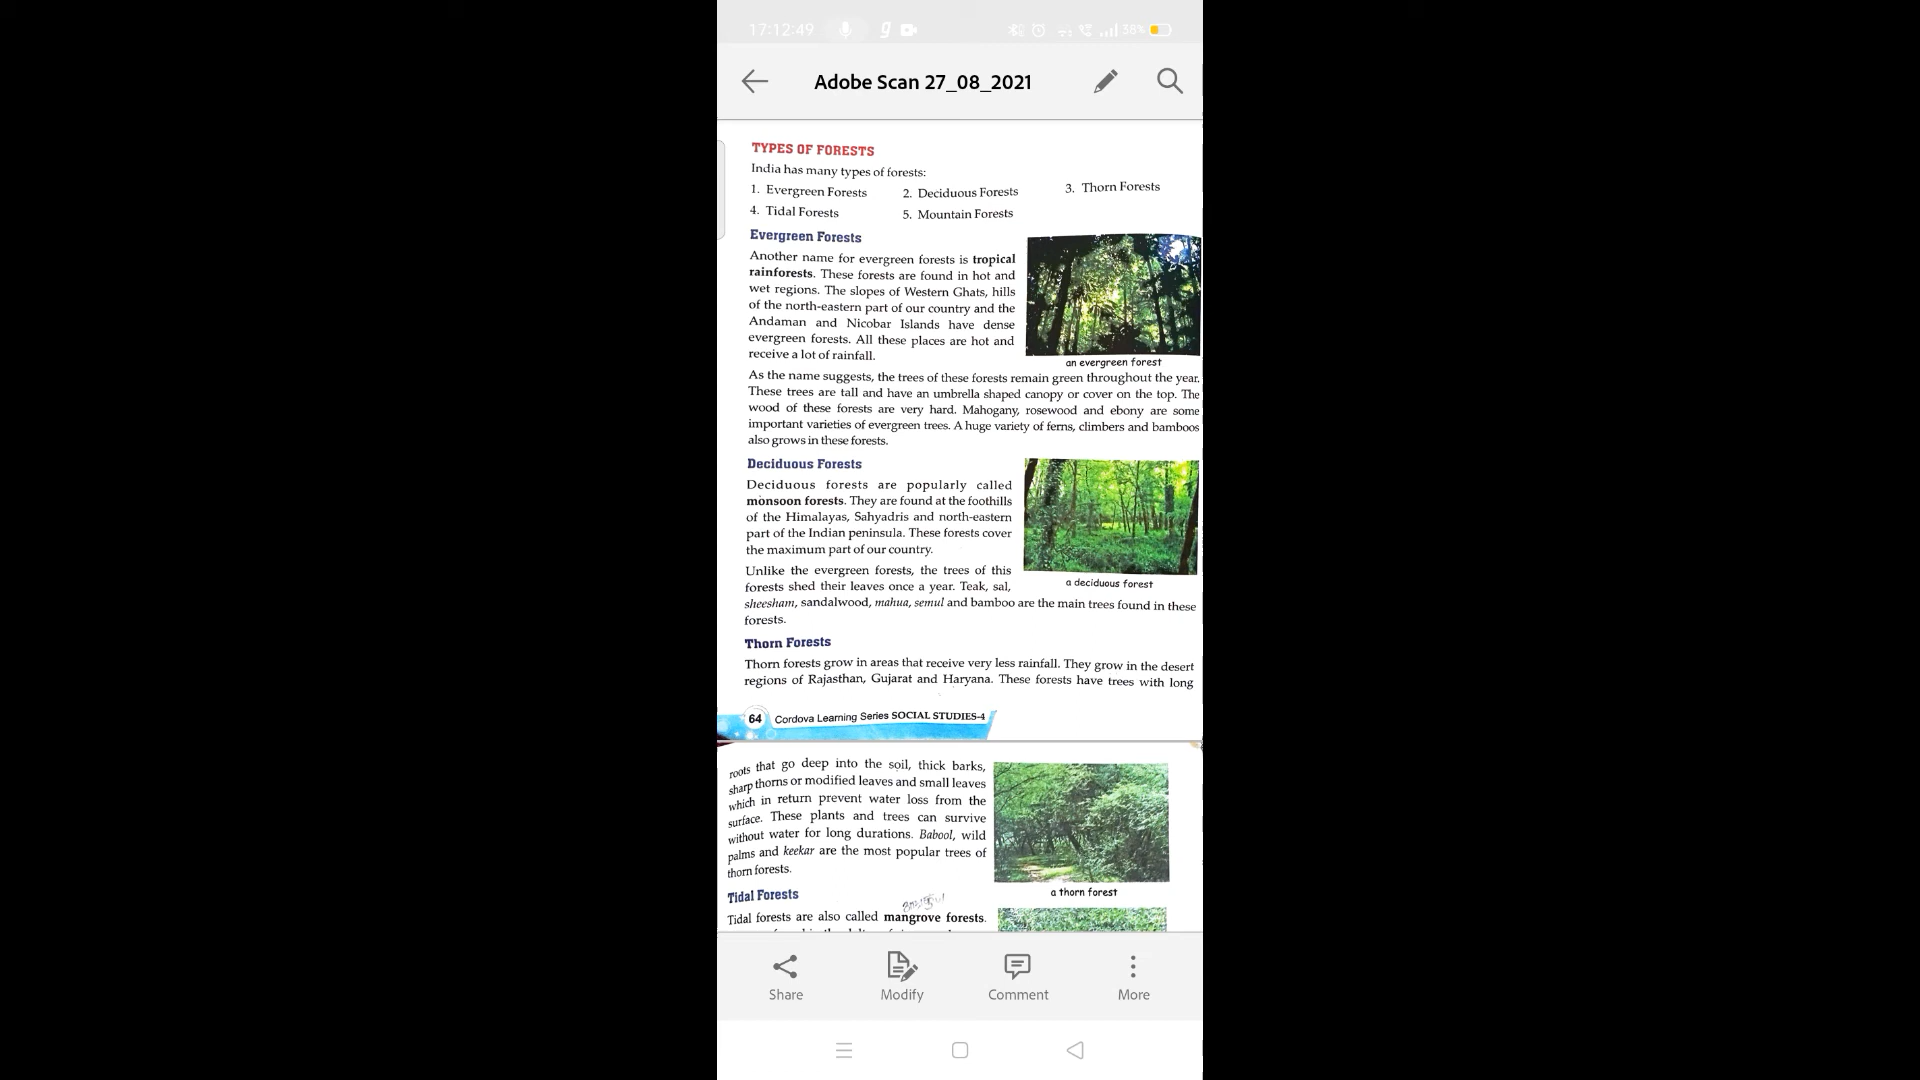 17:12:49
38%
Adobe Scan 27_08_2021
TYPES OF FORESTS
India has many types of forests:
1. Evergreen Forests 2. Deciduous Forests 3. Thorn Forests
4. Tidal Forests 5. Mountain Forests
Evergreen Forests
Another name for evergreen forests is tropical
rainforests. These forests are found in hot and
wet regions. The slopes of Western Ghats, hills
of the north-eastern part of our country and the
Andaman and Nicobar Islands have dense
evergreen forests. All these places are hot and
receive a lot of rainfall.
an evergreen forest
As the name suggests, the trees of these forests remain green throughout the year.
These trees are tall and have an umbrella shaped canopy or cover on the top. The
wood of these forests are very hard. Mahogany, rosewood and ebony are some
important varieties of evergreen trees. A huge variety of ferns, climbers and bamboos
also grows in these forests.
Deciduous Forests
Deciduous forests are popularly called
monsoon forests. They are found at the foothills
of the Himalayas, Sahyadris and north-eastern
part of the Indian peninsula. These forests cover
the maximum part of our country.
a deciduous forest
Unlike the evergreen forests, the trees of this
forests shed their leaves once a year. Teak, sal,
sheesham, sandalwood, mahua, semul and bamboo are the main trees found in these
forests.
Thorn Forests
Thorn forests grow in areas that receive very less rainfall. They grow in the desert
regions of Rajasthan, Gujarat and Haryana. These forests have trees with long
64 Cordova Learning Series SOCIAL STUDIES-4
roots that go deep into the soil, thick barks,
sharp thorns or modified leaves and small leaves
which in return prevent water loss from the
surface. These plants and trees can survive
without water for long durations. Babool, wild
palms and keekar are the most popular trees of
thorn forests.
a thorn forest
Tidal Forests
Tidal forests are also called mangrove forests.
Share Modify Comment More